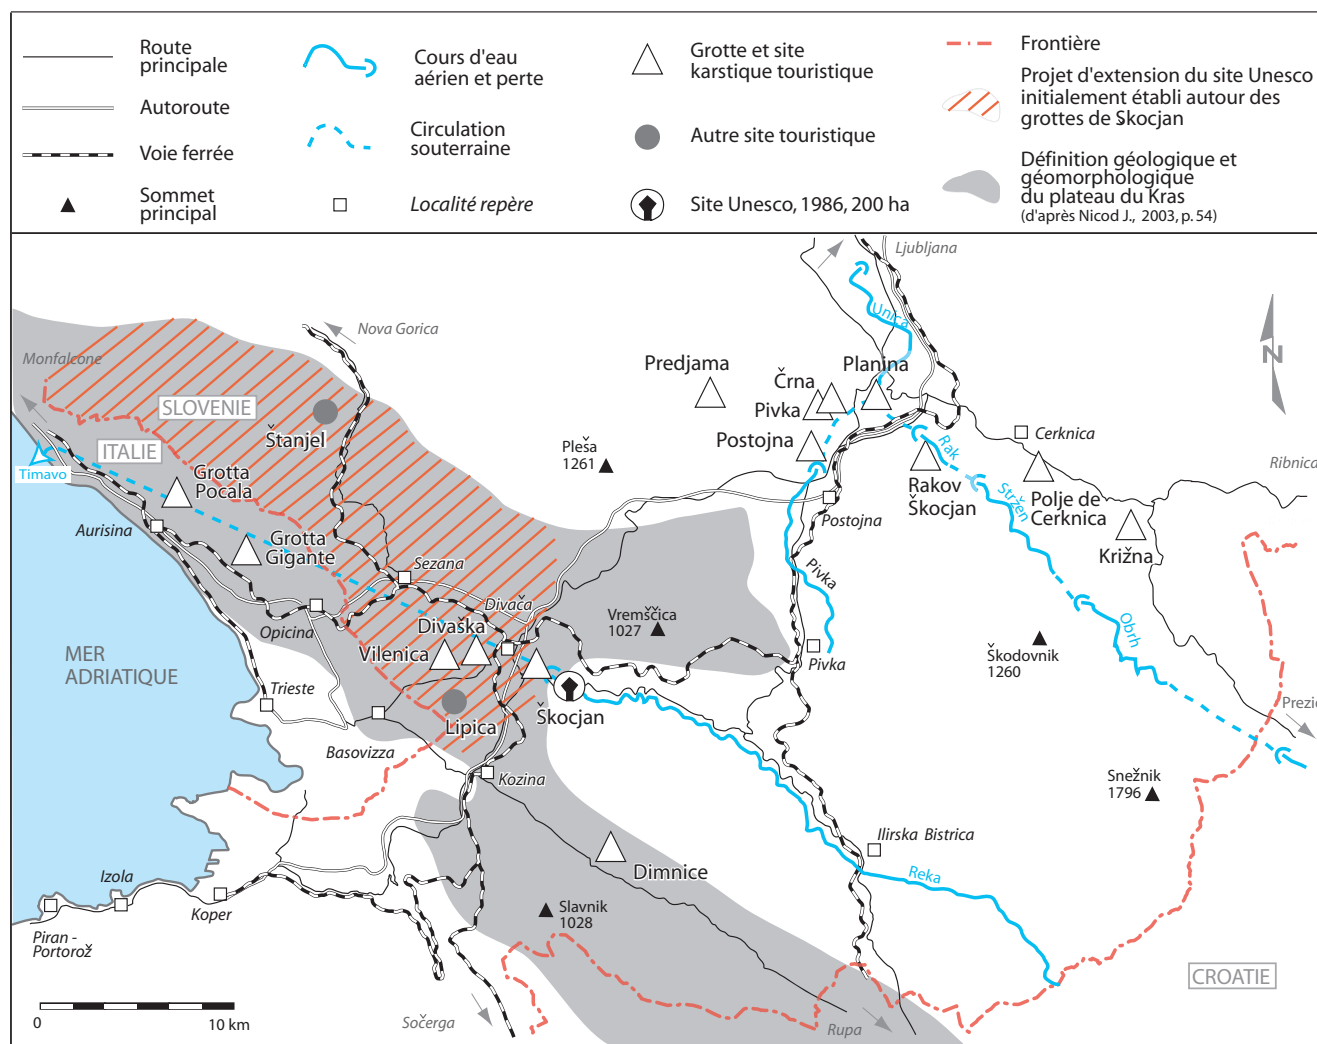 Route
principale
Autoroute
Voie ferrée
Sommet
principal
Cours d'eau
aérien et perte
Circulation
souterraine
Localité repère
Grotte et site
karstique touristique
Autre site touristique
Site Unesco, 1986, 200 ha
Frontière
Projet d'extension du site Unesco
initialement établi autour des
grottes de Skocjan
Définition géologique et
géomorphologique
du plateau du Kras
(d'après Nicod J., 2003, p. 54)
Ljubljana
Nova Gorica
Monfalcone
Unica
Predjama
Planina
Črna
Pivka
Postojna
SLOVENIE
Štanjel
ITALIE
Timavo
Grotta
Pocala
Pleša
1261
Rak
Cerknica
Ribnica
Rakov
Škocjan
Stržen
Polje de
Cerknica
Križna
Postojna
Aurisina
Grotta
Gigante
Sezana
Pivka
Divača
Opicina
Divaška
Vilenica
Vremščica
1027
Pivka
Obrh
Škodovnik
1260
MER
ADRIATIQUE
Trieste
Lipica
Škocjan
Prezid
Basovizza
Kozina
Snežnik
1796
Ilirska Bistrica
Dimnice
Reka
Izola
Koper
Slavnik
1028
Piran -
Portorož
CROATIE
0
10 km
Sočerga
Rupa
N